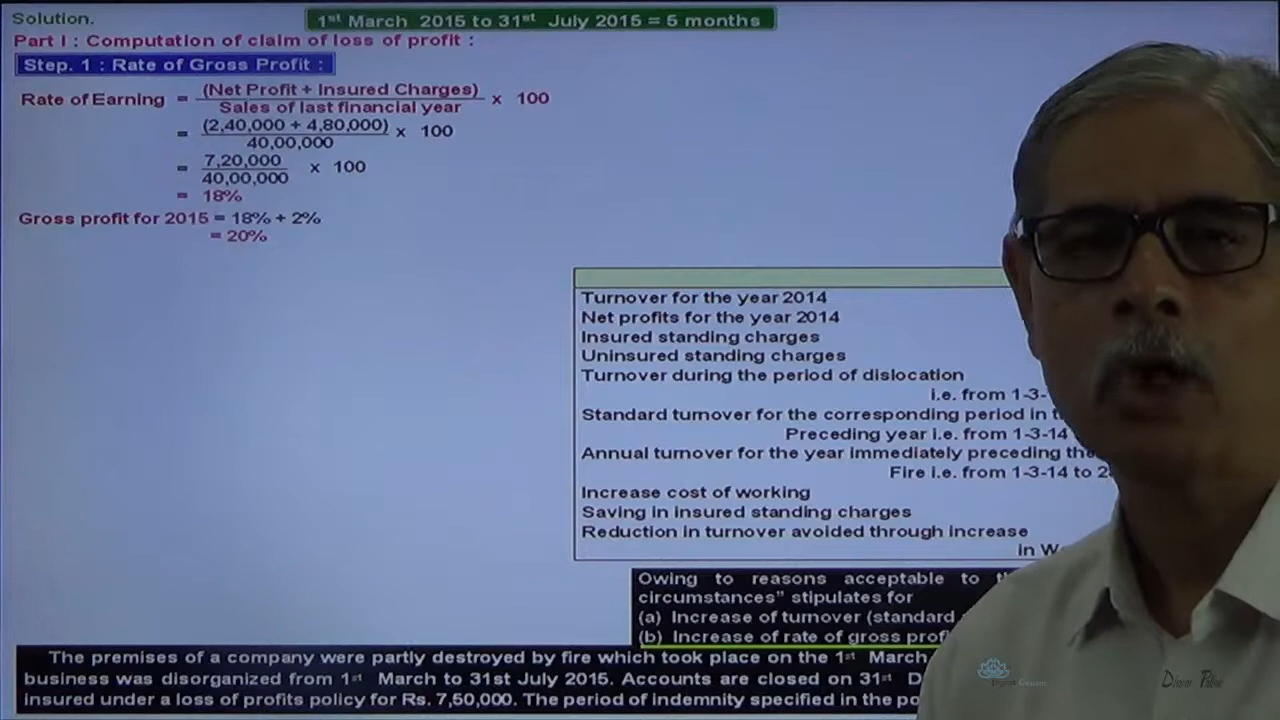 Solution.
1st March 2015 to 31st July 2015 = 5 months
Part I : Computation of claim of loss of profit :
Step. 1 : Rate of Gross Profit :
Rate of Earning = (Net Profit + Insured Charges) / Sales of last financial year x 100
= (2,40,000 + 4,80,000) / 40,00,000 x 100
= 7,20,000 / 40,00,000 x 100
= 18%
Gross profit for 2015 = 18% + 2%
= 20%
Turnover for the year 2014
Net profits for the year 2014
Insured standing charges
Uninsured standing charges
Turnover during the period of dislocation
i.e. from 1-3-
Standard turnover for the corresponding period in
Preceding year i.e. from 1-3-14
Annual turnover for the year immediately preceding
Fire i.e. from 1-3-14 to
Increase cost of working
Saving in insured standing charges
Reduction in turnover avoided through increase
in
Owing to reasons acceptable to
circumstances" stipulates for
(a) Increase of turnover (standard
(b) Increase of rate of gross
The premises of a company were partly destroyed by fire which took place on the 1st March
business was disorganized from 1st March to 31st July 2015. Accounts are closed on 31st
insured under a loss of profits policy for Rs. 7,50,000. The period of indemnity specified in the